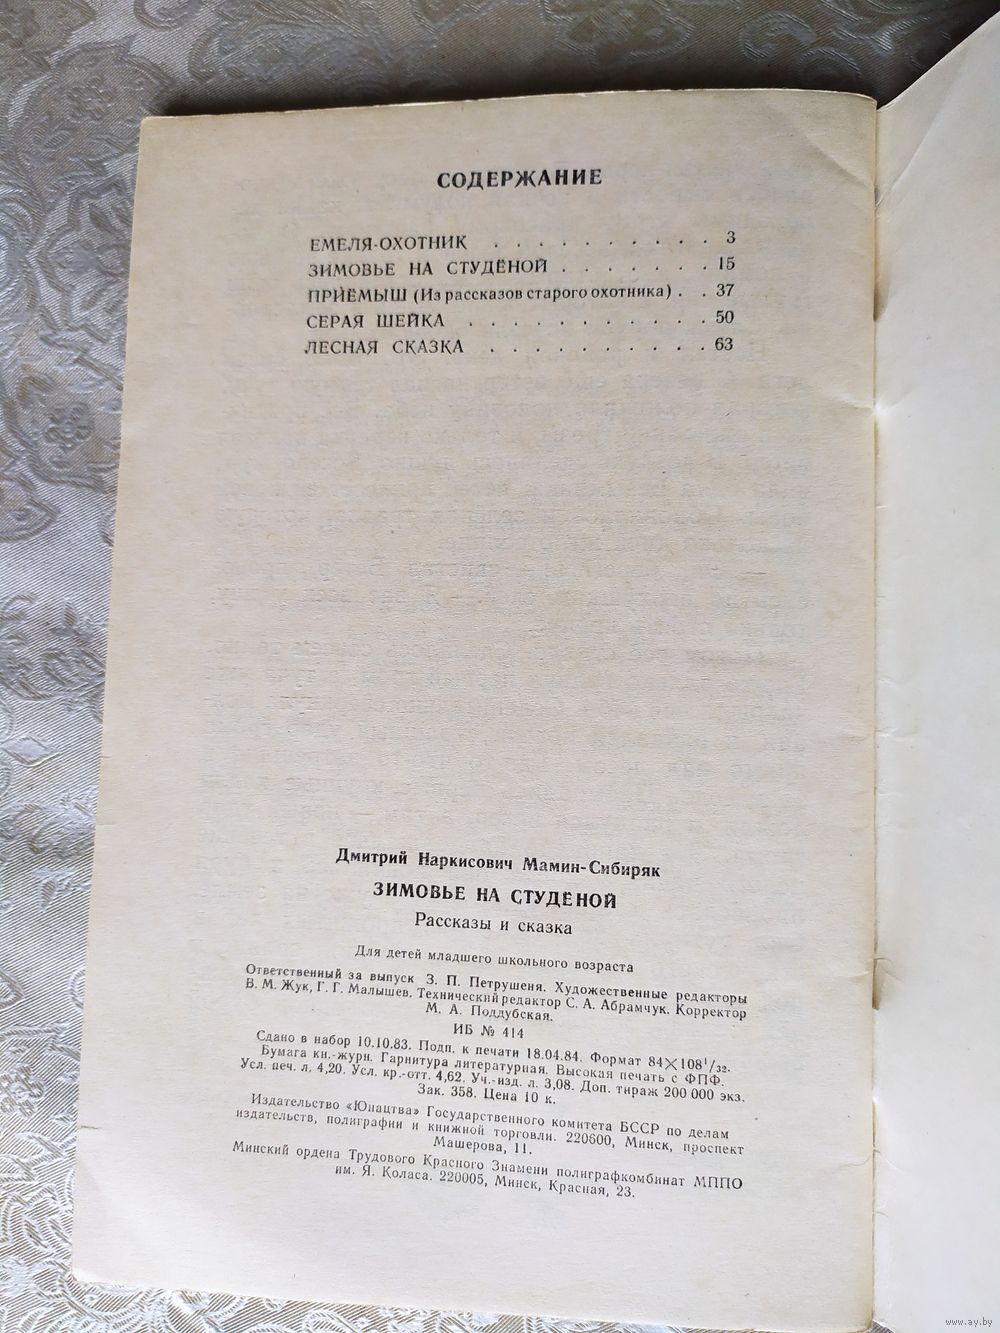 СОДЕРЖАНИЕ
ЕМЕЛЯ-ОХОТНИК . . . . . . . . . . 3
ЗИМОВЬЕ НА СТУДЁНОЙ . . . . . . . 15
ПРИЁМЫШ (Из рассказов старого охотника) . . 37
СЕРАЯ ШЕЙКА . . . . . . . . . . . 50
ЛЕСНАЯ СКАЗКА . . . . . . . . . . 63
Дмитрий Наркисович Мамин-Сибиряк
ЗИМОВЬЕ НА СТУДЁНОЙ
Рассказы и сказка
Для детей младшего школьного возраста
Ответственный за выпуск З. П. Петрушеня. Художественные редакторы
В. М. Жук, Г. Г. Малышев. Технический редактор С. А. Абрамчук. Корректор
М. А. Поддубская.
ИБ № 414
Сдано в набор 10.10.83. Подп. к печати 18.04.84. Формат 84×108 1/32.
Бумага кн.-журн. Гарнитура литературная. Высокая печать с ФПФ.
Усл. печ. л. 4,20. Усл. кр.-отт. 4,62. Уч.-изд. л. 3,08. Доп. тираж 200 000 экз.
Зак. 358. Цена 10 к.
Издательство «Юнацтва» Государственного комитета БССР по делам
издательств, полиграфии и книжной торговли. 220600, Минск, проспект
Машерова, 11.
Минский ордена Трудового Красного Знамени полиграфкомбинат МППО
им. Я. Коласа. 220005, Минск, Красная, 23.
www.ay.by